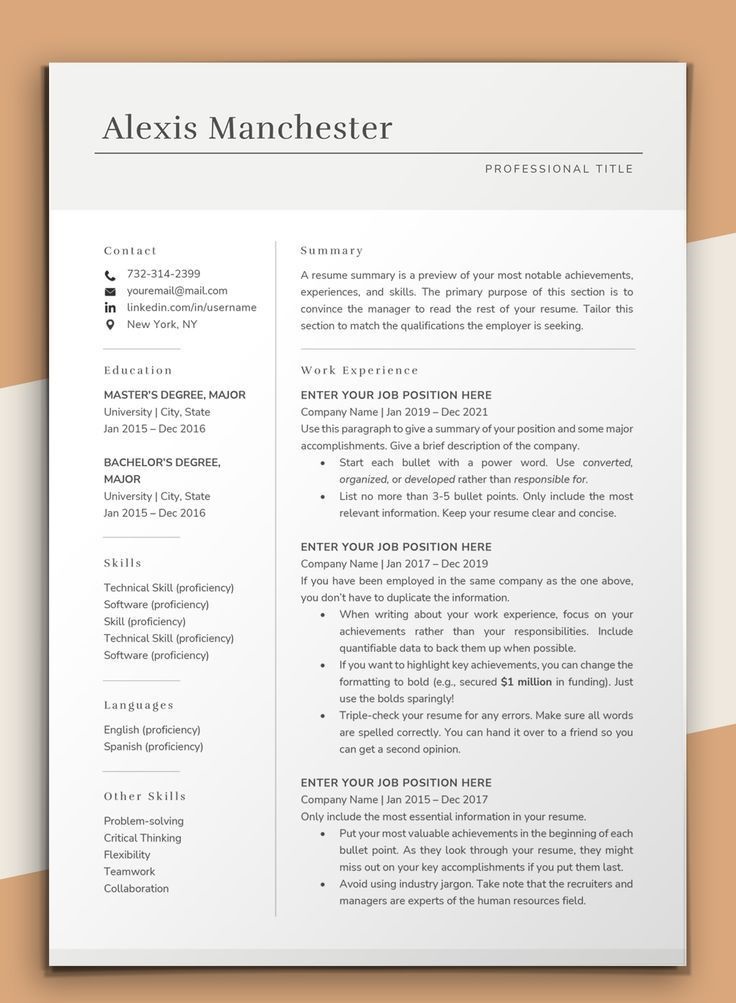 Alexis Manchester
PROFESSIONAL TITLE
Contact
732-314-2399
youremail@mail.com
linkedin.com/in/username
New York, NY
Education
MASTER'S DEGREE, MAJOR
University | City, State
Jan 2015 – Dec 2016
BACHELOR'S DEGREE,
MAJOR
University | City, State
Jan 2015 – Dec 2016
Skills
Technical Skill (proficiency)
Software (proficiency)
Skill (proficiency)
Technical Skill (proficiency)
Software (proficiency)
Languages
English (proficiency)
Spanish (proficiency)
Other Skills
Problem-solving
Critical Thinking
Flexibility
Teamwork
Collaboration
Summary
A resume summary is a preview of your most notable achievements,
experiences, and skills. The primary purpose of this section is to
convince the manager to read the rest of your resume. Tailor this
section to match the qualifications the employer is seeking.
Work Experience
ENTER YOUR JOB POSITION HERE
Company Name | Jan 2019 – Dec 2021
Use this paragraph to give a summary of your position and some major
accomplishments. Give a brief description of the company.
• Start each bullet with a power word. Use converted,
organized, or developed rather than responsible for.
• List no more than 3-5 bullet points. Only include the most
relevant information. Keep your resume clear and concise.
ENTER YOUR JOB POSITION HERE
Company Name | Jan 2017 – Dec 2019
If you have been employed in the same company as the one above,
you don't have to duplicate the information.
• When writing about your work experience, focus on your
achievements rather than your responsibilities. Include
quantifiable data to back them up when possible.
• If you want to highlight key achievements, you can change the
formatting to bold (e.g., secured $1 million in funding). Just
use the bolds sparingly!
• Triple-check your resume for any errors. Make sure all words
are spelled correctly. You can hand it over to a friend so you
can get a second opinion.
ENTER YOUR JOB POSITION HERE
Company Name | Jan 2015 – Dec 2017
Only include the most essential information in your resume.
• Put your most valuable achievements in the beginning of each
bullet point. As they look through your resume, they might
miss out on your key accomplishments if you put them last.
• Avoid using industry jargon. Take note that the recruiters and
managers are experts of the human resources field.